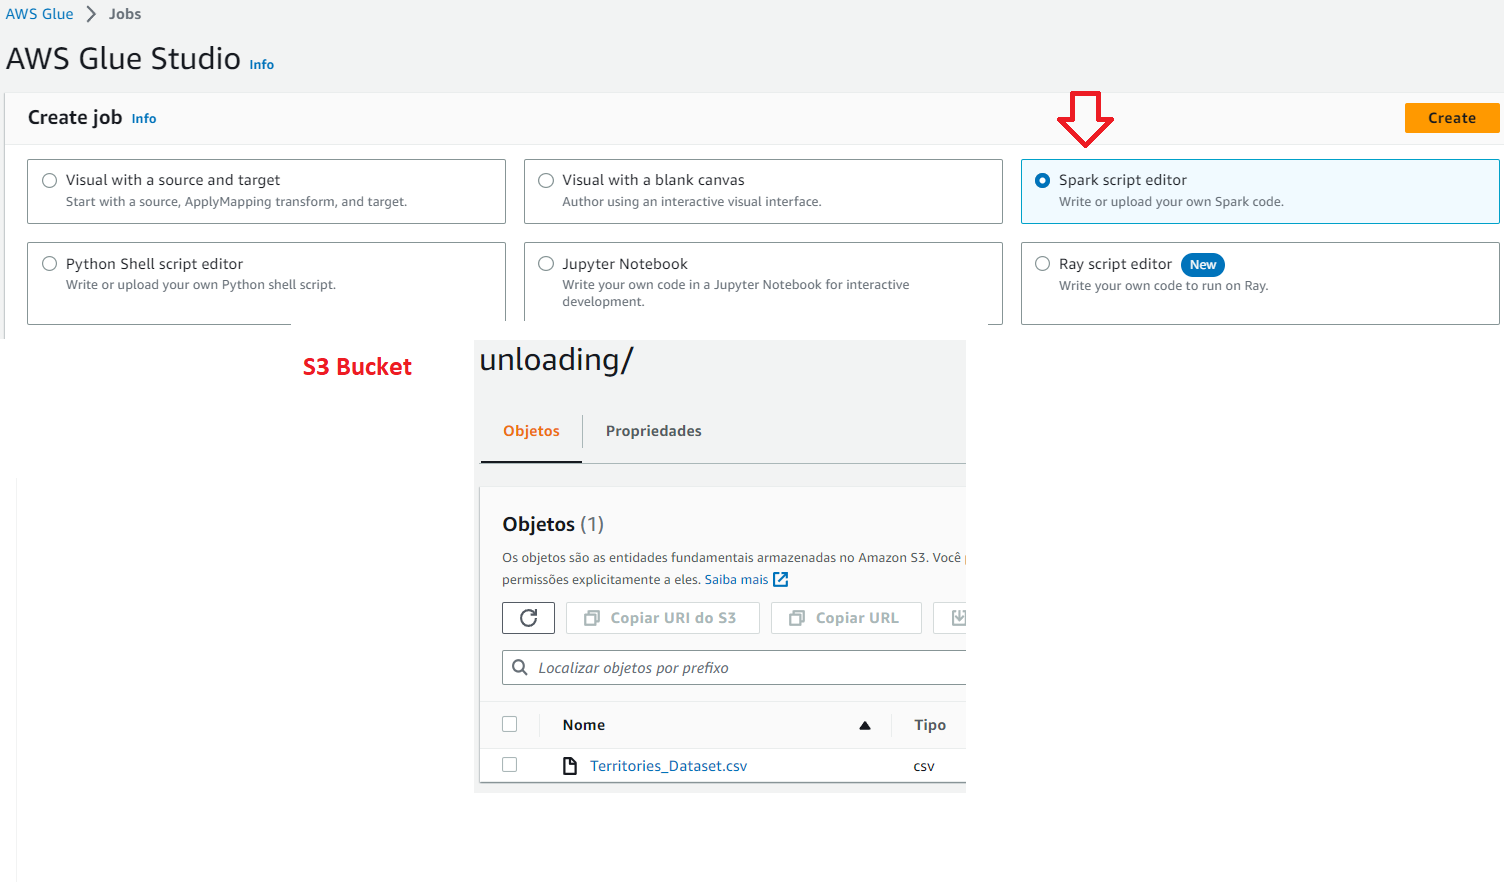 AWS Glue > Jobs
AWS Glue Studio Info
Create job Info
Create
Visual with a source and target
Start with a source, ApplyMapping transform, and target.
Visual with a blank canvas
Author using an interactive visual interface.
Spark script editor
Write or upload your own Spark code.
Python Shell script editor
Write or upload your own Python shell script.
Jupyter Notebook
Write your own code in a Jupyter Notebook for interactive
development.
Ray script editor New
Write your own code to run on Ray.
S3 Bucket
unloading/
Objetos
Propriedades
Objetos (1)
Os objetos são as entidades fundamentais armazenadas no Amazon S3. Você
permissões explicitamente a eles. Saiba mais
Copiar URI do S3
Copiar URL
Localizar objetos por prefixo
Nome
Tipo
Territories_Dataset.csv
csv